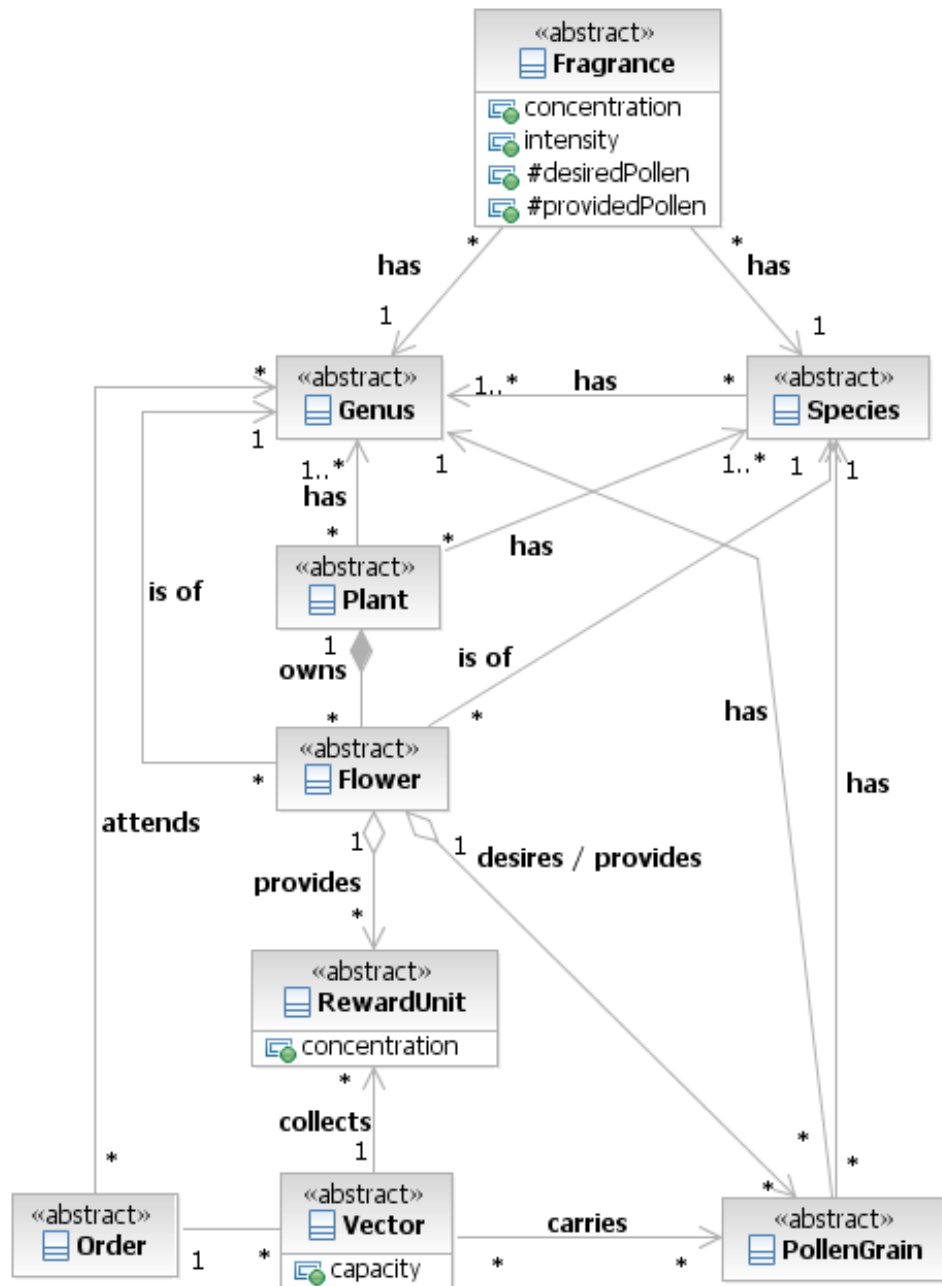 «abstract»
Fragrance
concentration
intensity
#desiredPollen
#providedPollen
*
*
has
has
1
1
«abstract»
Genus
«abstract»
Species
*
1..*
has
*
1
1..*
1
1..*
1
1
has
*
*
has
«abstract»
Plant
is of
1
owns
is of
*
*
has
«abstract»
Flower
*
has
attends
1
1
desires / provides
provides
*
«abstract»
RewardUnit
concentration
*
collects
1
*
*
*
*
«abstract»
Order
«abstract»
Vector
capacity
carries
«abstract»
PollenGrain
1
*
*
*